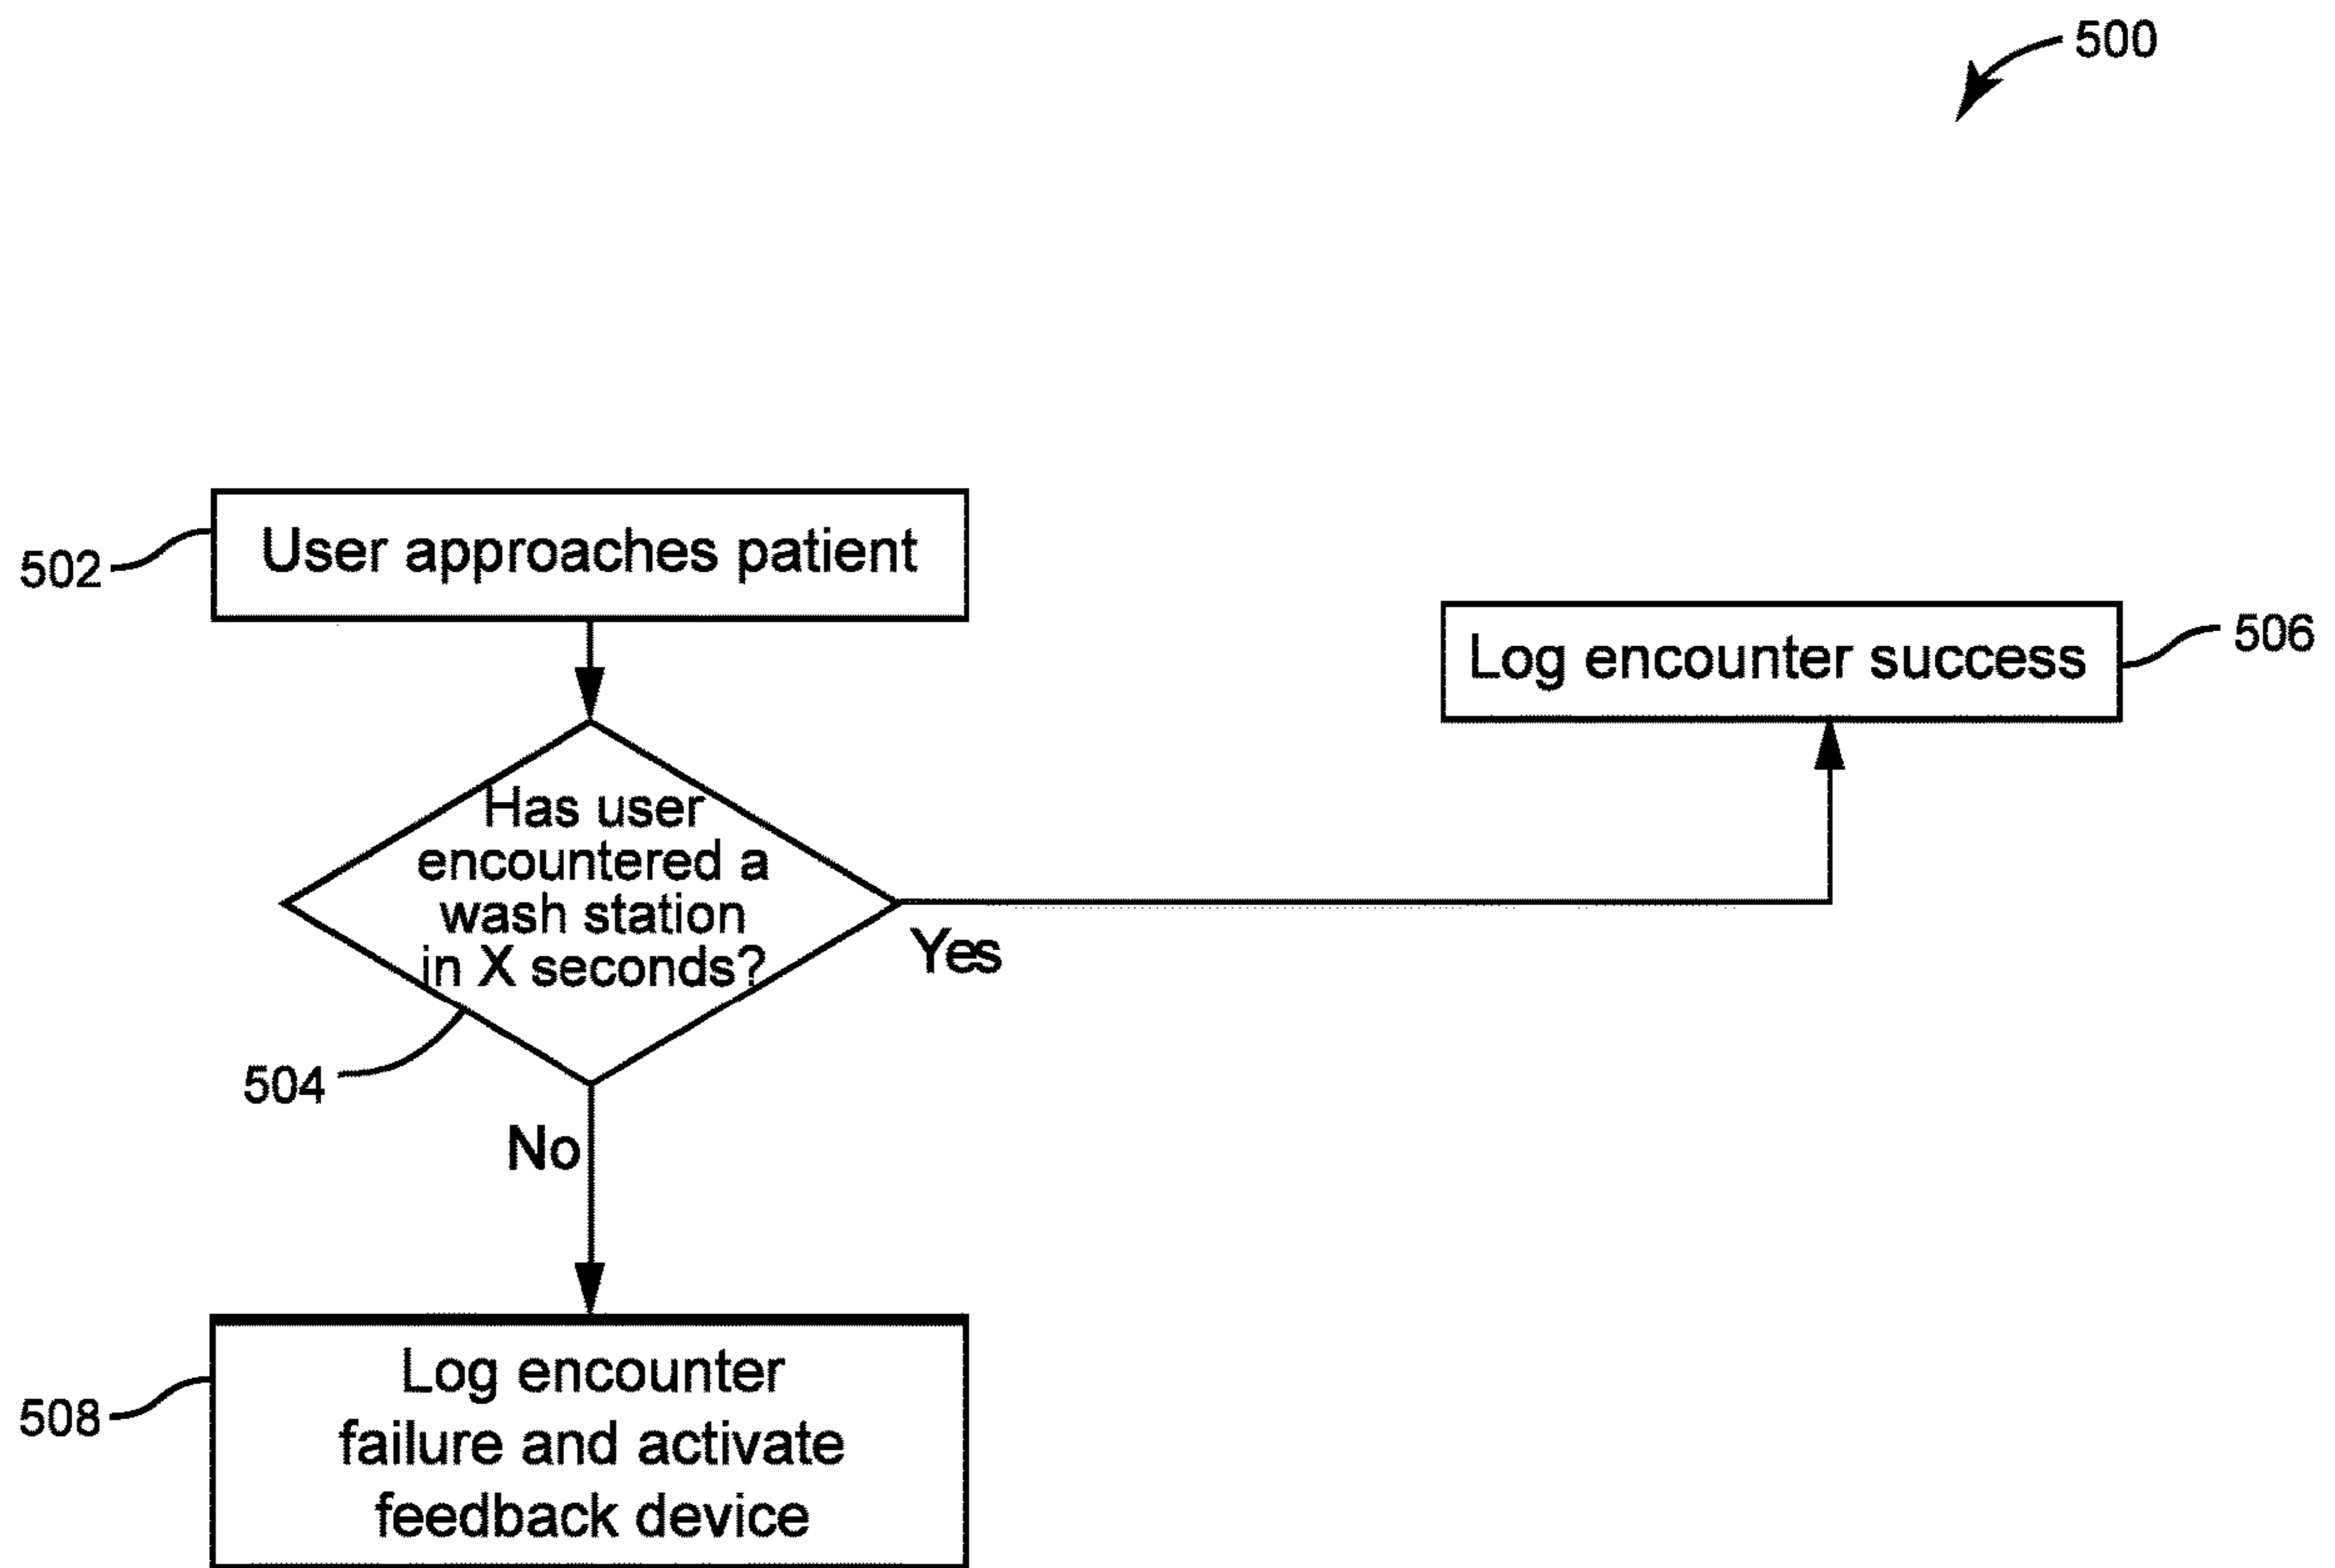 500
502
User approaches patient
Log encounter success
506
Has user
encountered a
wash station
in X seconds?
Yes
504
No
508
Log encounter
failure and activate
feedback device